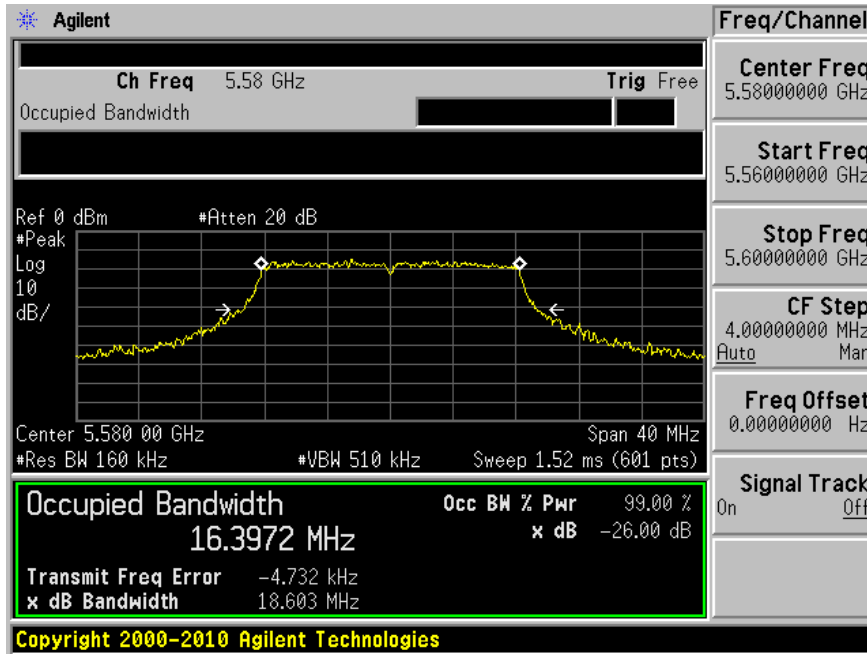 Agilent
Freq/Channel
Ch Freq 5.58 GHz Trig Free
Occupied Bandwidth
Center Freq
5.58000000 GHz
Start Freq
5.56000000 GHz
Stop Freq
5.60000000 GHz
CF Step
4.00000000 MHz
Auto Man
Freq Offset
0.00000000 Hz
Signal Track
On Off
Ref 0 dBm #Atten 20 dB
#Peak
Log
10
dB/
Center 5.580 00 GHz Span 40 MHz
#Res BW 160 kHz #VBW 510 kHz Sweep 1.52 ms (601 pts)
Occupied Bandwidth Occ BW % Pwr 99.00 %
16.3972 MHz x dB -26.00 dB
Transmit Freq Error -4.732 kHz
x dB Bandwidth 18.603 MHz
Copyright 2000-2010 Agilent Technologies